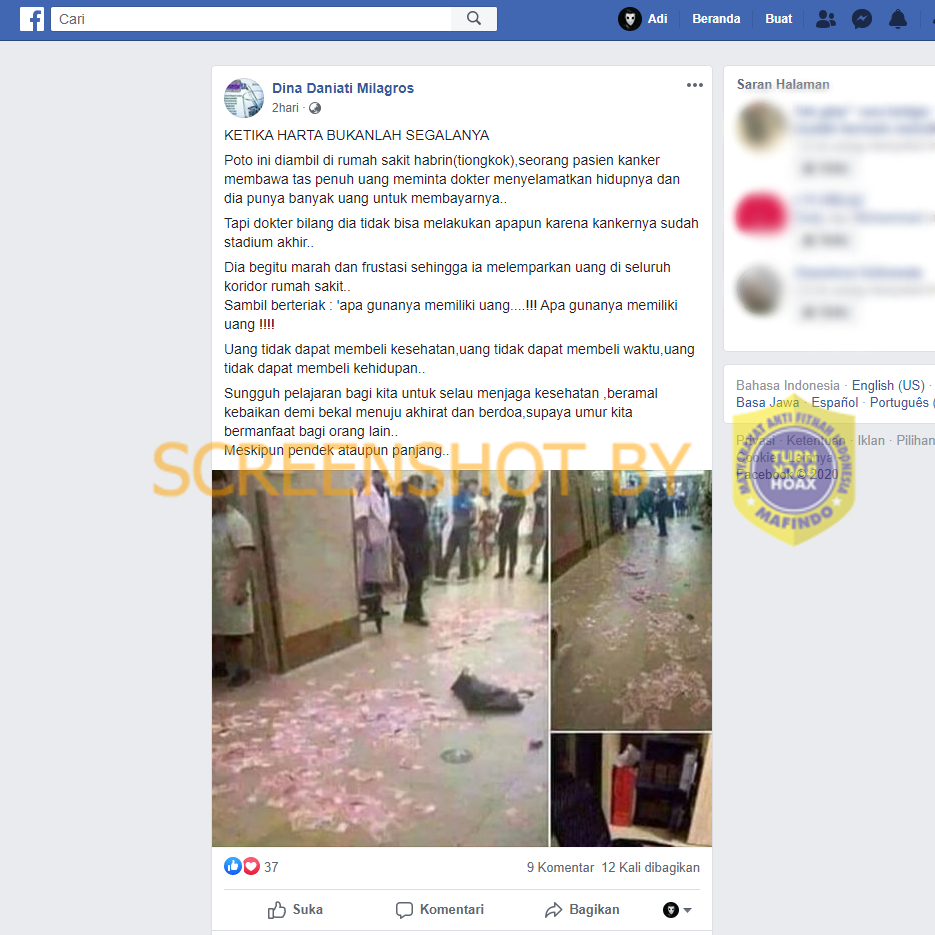 Cari
Adi
Beranda
Buat
Dina Daniati Milagros
2hari ·
KETIKA HARTA BUKANLAH SEGALANYA
Poto ini diambil di rumah sakit habrin(tiongkok),seorang pasien kanker
membawa tas penuh uang meminta dokter menyelamatkan hidupnya dan
dia punya banyak uang untuk membayarnya..
Tapi dokter bilang dia tidak bisa melakukan apapun karena kankernya sudah
stadium akhir..
Dia begitu marah dan frustasi sehingga ia melemparkan uang di seluruh
koridor rumah sakit..
Sambil berteriak : 'apa gunanya memiliki uang....!!! Apa gunanya memiliki
uang !!!!
Uang tidak dapat membeli kesehatan,uang tidak dapat membeli waktu,uang
tidak dapat membeli kehidupan..
Sungguh pelajaran bagi kita untuk selau menjaga kesehatan ,beramal
kebaikan demi bekal menuju akhirat dan berdoa,supaya umur kita
bermanfaat bagi orang lain..
Meskipun pendek ataupun panjang..
SCREENSHOT BY
37
9 Komentar 12 Kali dibagikan
Suka
Komentari
Bagikan
Saran Halaman
Bahasa Indonesia · English (US) ·
Basa Jawa · Español · Português (
Privasi · Ketentuan · Iklan · Pilihan
Cookie · Lainnya
Facebook © 2020
MASYARAKAT ANTI FITNAH INDONESIA
TURN
BACK
HOAX
MAFINDO